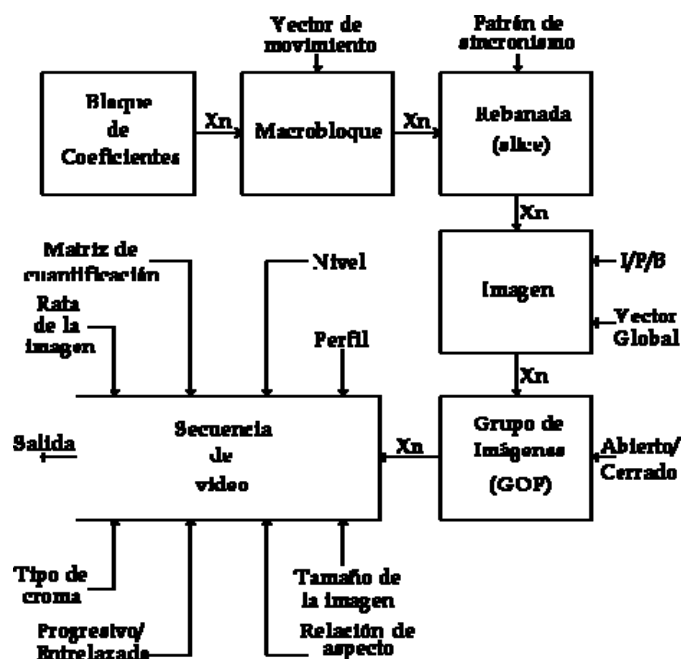 Vector de
movimiento
Patrón de
sincronismo
Bloque
de
Coeficientes
Xn
Macrobloque
Xn
Rebanada
(slice)
Xn
Matriz de
cuantificación
Nivel
Imagen
I/P/B
Rata
de la
imagen
Perfil
Vector
Global
Xn
Salida
Secuencia
de
video
Xn
Grupo de
Imágenes
(GOP)
Abierto/
Cerrado
Tipo de
croma
Tamaño de
la imagen
Progresivo/
Entrelazado
Relación de
aspecto